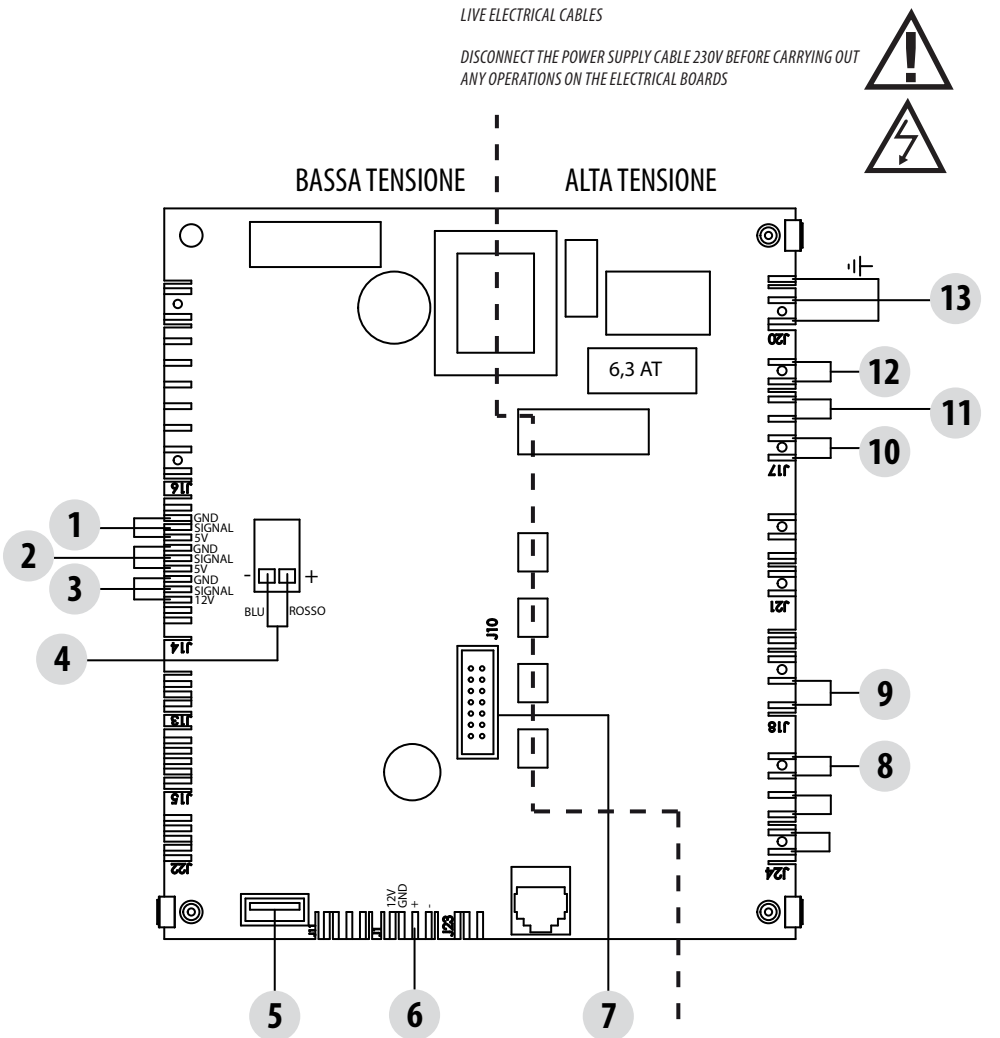 LIVE ELECTRICAL CABLES
DISCONNECT THE POWER SUPPLY CABLE 230V BEFORE CARRYING OUT
ANY OPERATIONS ON THE ELECTRICAL BOARDS
BASSA TENSIONE
ALTA TENSIONE
13
J20
6,3 AT
12
11
10
J17
J16
1
GND
SIGNAL
5V
2
GND
SIGNAL
5V
3
GND
SIGNAL
12V
- +
BLU
ROSSO
4
J14
J10
J21
9
J13
J18
8
J15
J22
J24
12V
GND
+
-
J1
J23
5
6
7